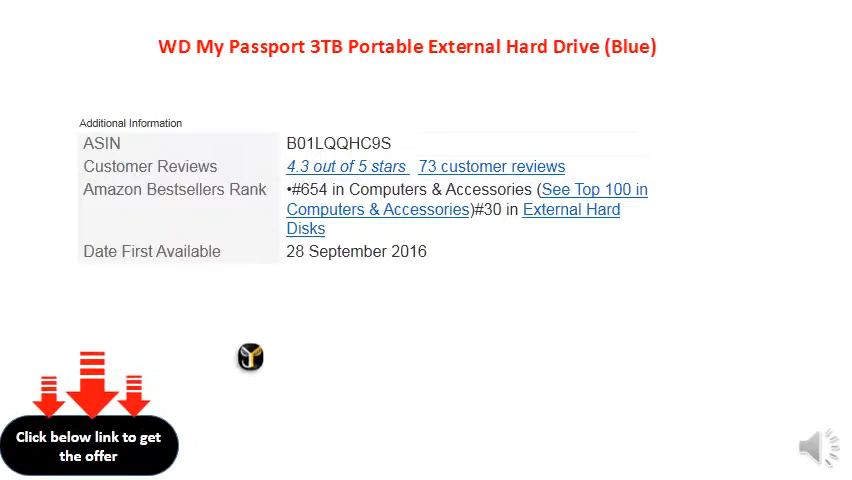 WD My Passport 3TB Portable External Hard Drive (Blue)
Additional Information
ASIN B01LQQHC9S
Customer Reviews 4.3 out of 5 stars 73 customer reviews
Amazon Bestsellers Rank •#654 in Computers & Accessories (See Top 100 in
Computers & Accessories)#30 in External Hard
Disks
Date First Available 28 September 2016
Click below link to get
the offer